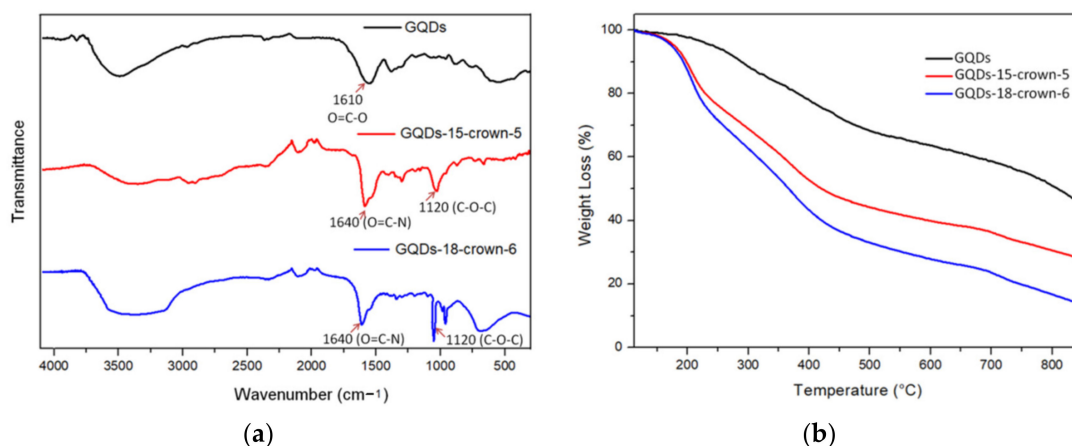 GQDs
1610
O=C-O
GQDs-15-crown-5
1640 (O=C-N)
1120 (C-O-C)
GQDs-18-crown-6
1640 (O=C-N)
1120 (C-O-C)
Transmittance
4000 3500 3000 2500 2000 1500 1000 500
Wavenumber (cm−1)
(a)
GQDs
GQDs-15-crown-5
GQDs-18-crown-6
Weight Loss (%)
100
80
60
40
20
0
200 300 400 500 600 700 800
Temperature (°C)
(b)